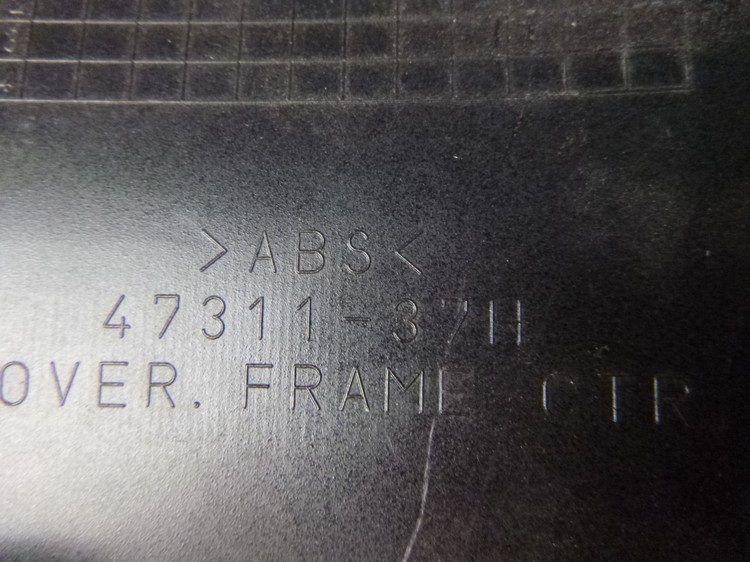 >ABS<
47311-37H
OVER. FRAME CTR